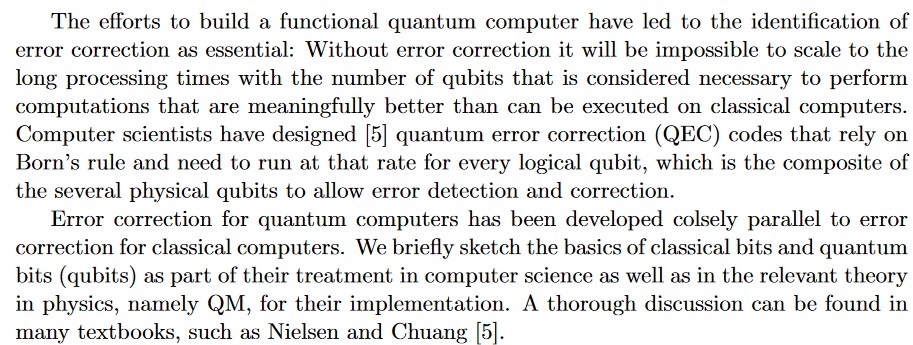 The efforts to build a functional quantum computer have led to the identification of
error correction as essential: Without error correction it will be impossible to scale to the
long processing times with the number of qubits that is considered necessary to perform
computations that are meaningfully better than can be executed on classical computers.
Computer scientists have designed [5] quantum error correction (QEC) codes that rely on
Born's rule and need to run at that rate for every logical qubit, which is the composite of
the several physical qubits to allow error detection and correction.
Error correction for quantum computers has been developed colsely parallel to error
correction for classical computers. We briefly sketch the basics of classical bits and quantum
bits (qubits) as part of their treatment in computer science as well as in the relevant theory
in physics, namely QM, for their implementation. A thorough discussion can be found in
many textbooks, such as Nielsen and Chuang [5].